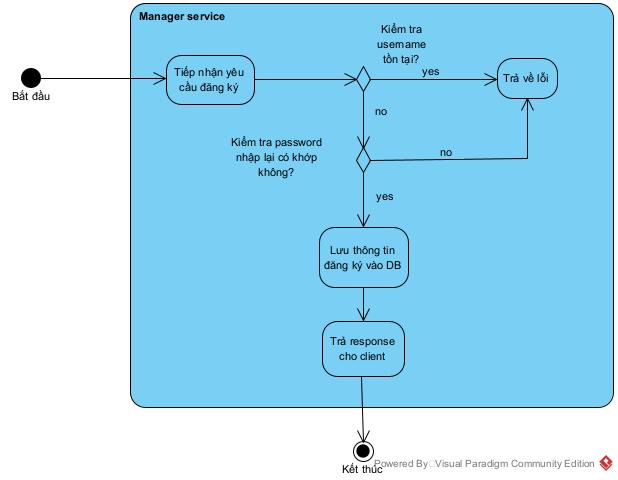 Manager service
Kiểm tra
username
tồn tại?
Tiếp nhận yêu
cầu đăng ký
yes
Trả về lỗi
Bắt đầu
no
Kiểm tra password
nhập lại có khớp
không?
no
yes
Lưu thông tin
đăng ký vào DB
Trả response
cho client
Kết thúc
Powered By Visual Paradigm Community Edition